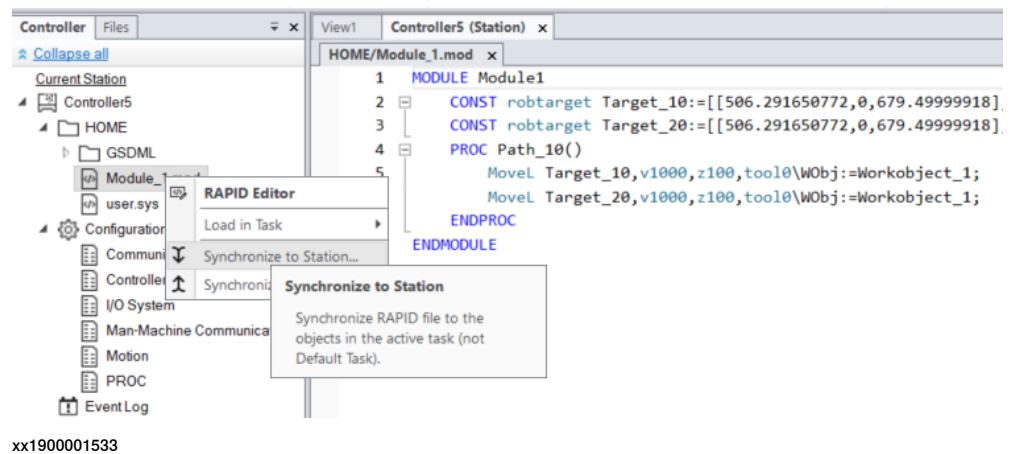 Controller Files
View1 Controller5 (Station) x
Collapse all
HOME/Module_1.mod x
Current Station
Controller5
HOME
GSDML
Module_1.mod
user.sys
Configuration
Communi
Controller
I/O System
Man-Machine Communica
Motion
PROC
Event Log
1 MODULE Module1
2 CONST robtarget Target_10:=[[506.291650772,0,679.49999918],
3 CONST robtarget Target_20:=[[506.291650772,0,679.49999918],
4 PROC Path_10()
5 MoveL Target_10,v1000,z100,tool0\WObj:=Workobject_1;
MoveL Target_20,v1000,z100,tool0\WObj:=Workobject_1;
ENDPROC
ENDMODULE
RAPID Editor
Load in Task
Synchronize to Station...
Synchroniz
Synchronize to Station
Synchronize RAPID file to the
objects in the active task (not
Default Task).
xx1900001533